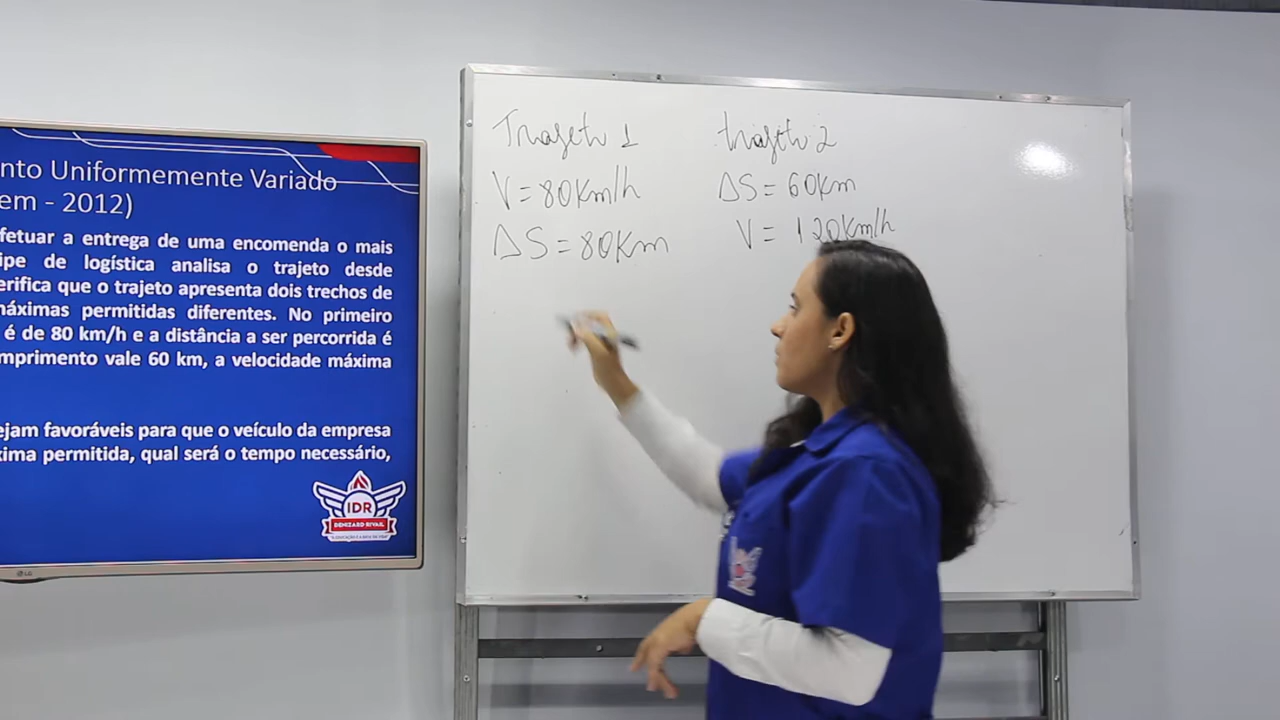 nto Uniformemente Variado
em - 2012)
fetuar a entrega de uma encomenda o mais
ipe de logística analisa o trajeto desde
erifica que o trajeto apresenta dois trechos de
máximas permitidas diferentes. No primeiro
é de 80 km/h e a distância a ser percorrida é
mprimento vale 60 km, a velocidade máxima
ejam favoráveis para que o veículo da empresa
xima permitida, qual será o tempo necessário,
IDR
DENIZARD RIVAIL
LG
Trajeto 1
V = 80Km/h
ΔS = 80Km
trajeto 2
ΔS = 60Km
V = 120Km/h